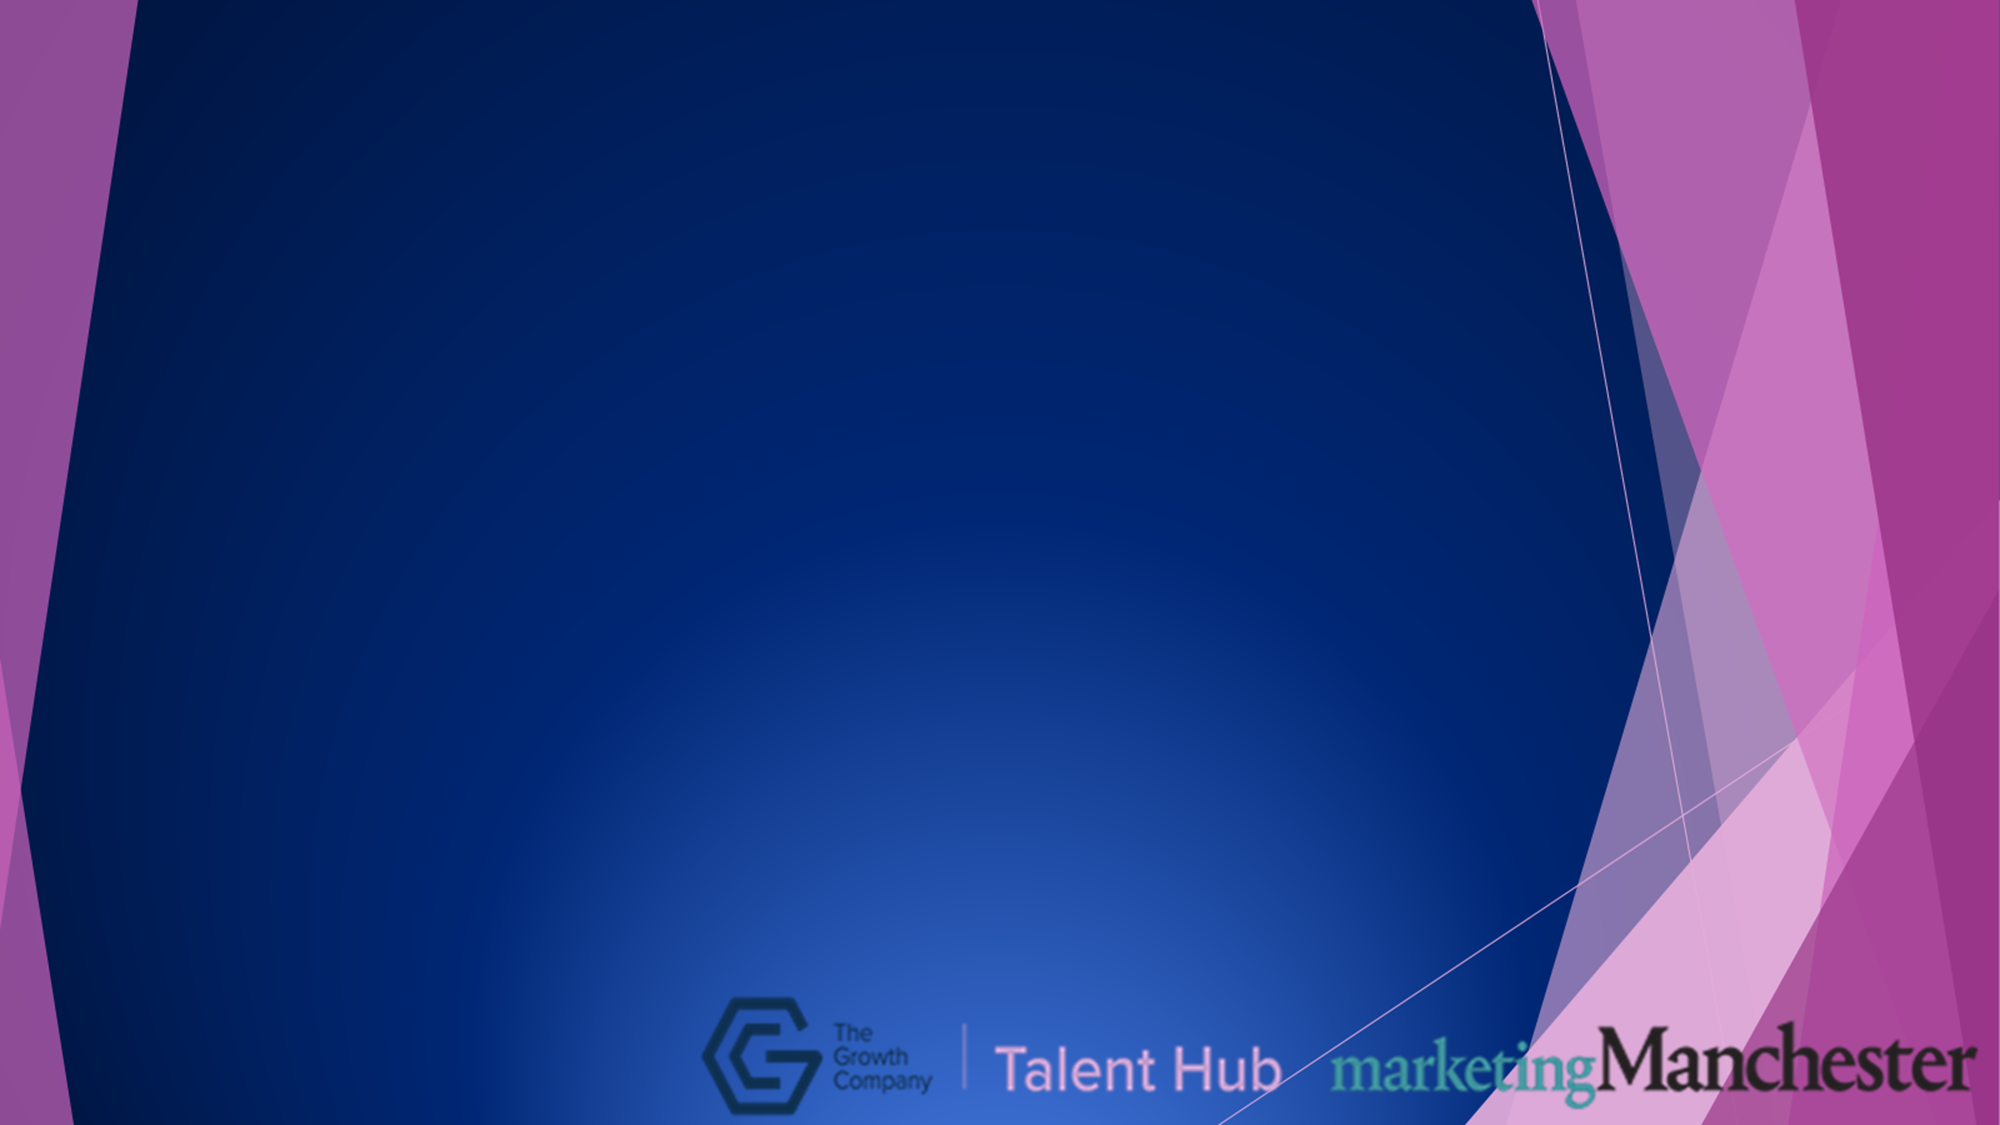 The
Growth
Company
Talent Hub
marketingManchester